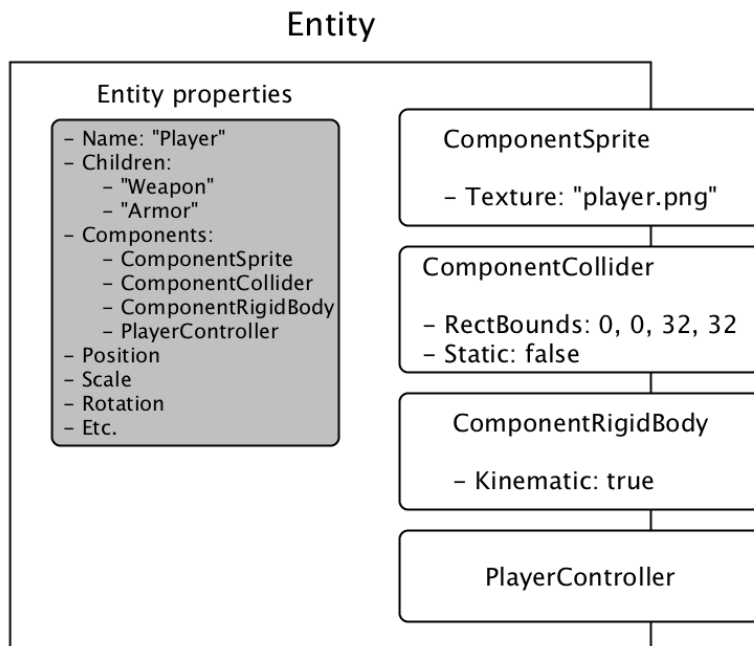 Entity
Entity properties
– Name: "Player"
– Children:
– "Weapon"
– "Armor"
– Components:
– ComponentSprite
– ComponentCollider
– ComponentRigidBody
– PlayerController
– Position
– Scale
– Rotation
– Etc.
ComponentSprite
– Texture: "player.png"
ComponentCollider
– RectBounds: 0, 0, 32, 32
– Static: false
ComponentRigidBody
– Kinematic: true
PlayerController